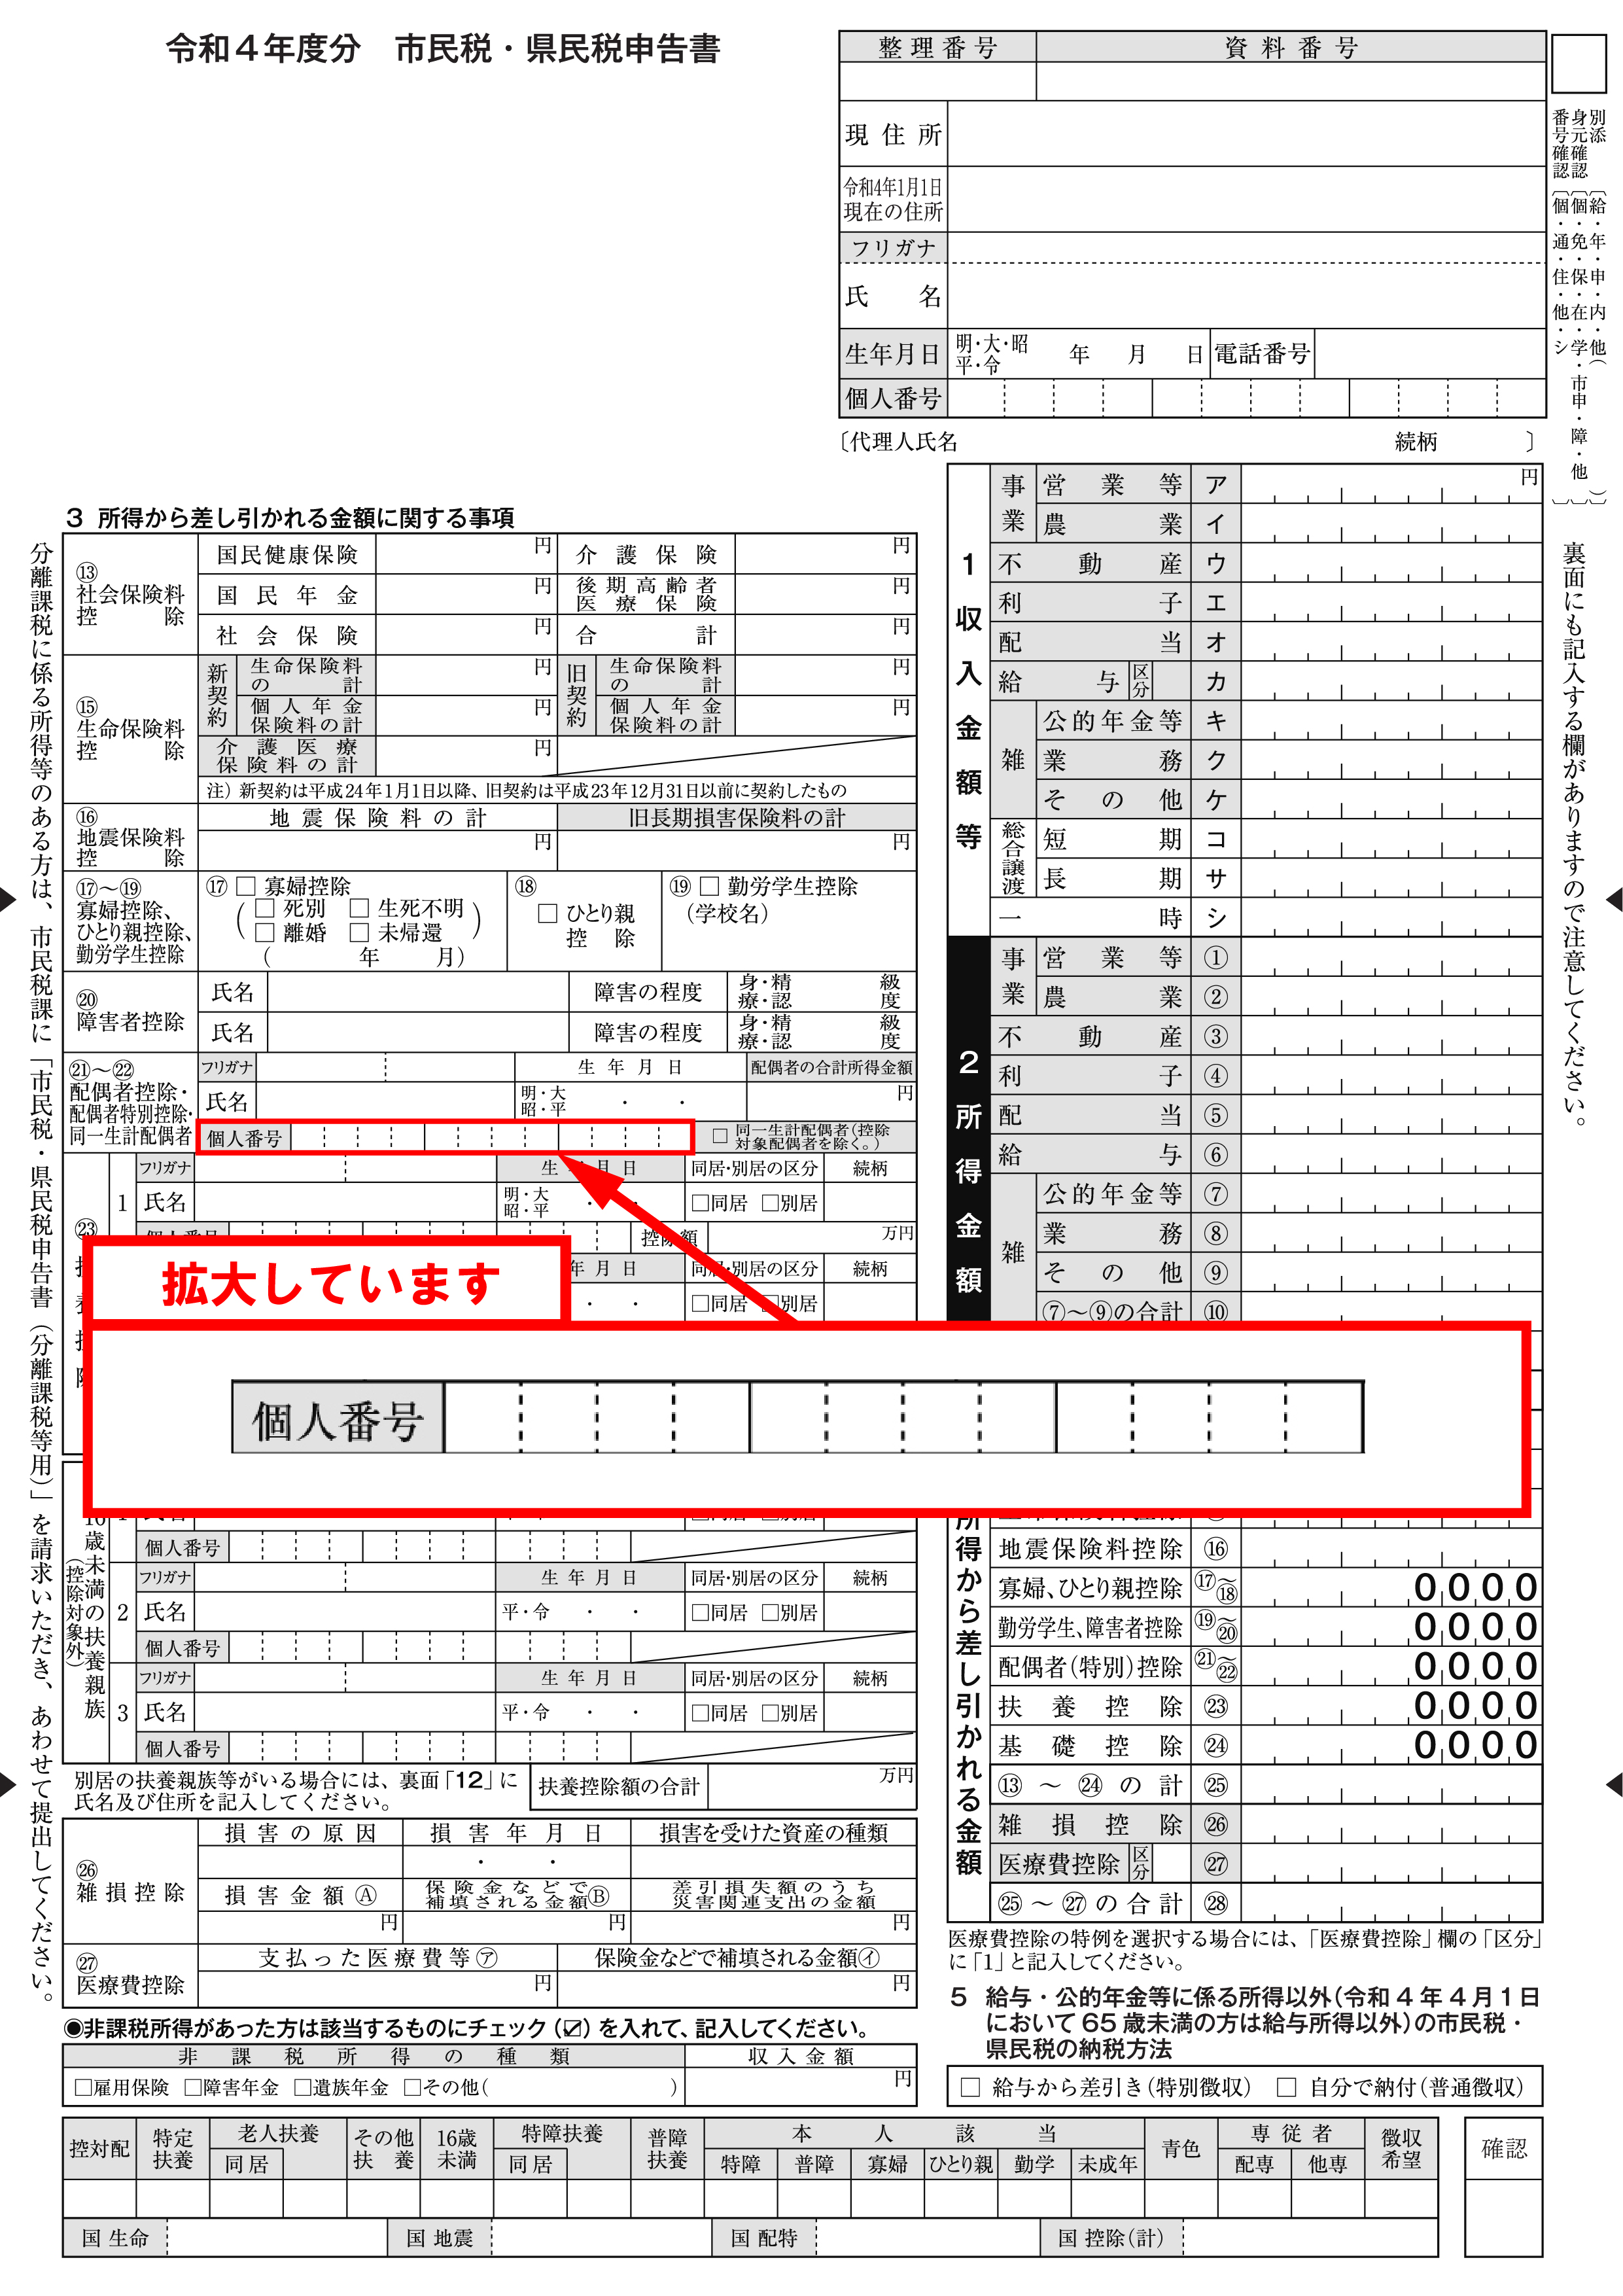 令和４年度分　市民税・県民税申告書
整理番号　資料番号
現住所
令和4年1月1日
現在の住所
フリガナ
氏　名
生年月日　明・大・昭
平・令　年　月　日　電話番号
個人番号
〔代理人氏名　続柄　〕
別添〔給・年・申・内・他（　）〕
身元確認〔個・免・保・在・学・市申・障・他〕
番号確認〔個・通・住・他・シ〕
分離課税に係る所得等のある方は、市民税課に「市民税・県民税申告書（分離課税等用）」を請求いただき、あわせて提出してください。
裏面にも記入する欄がありますので注意してください。
3 所得から差し引かれる金額に関する事項
⑬
社会保険料
控除
国民健康保険　円　介護保険　円
国民年金　円　後期高齢者
医療保険　円
社会保険　円　合計　円
⑮
生命保険料
控除
新契約　生命保険料
の計　円　旧契約　生命保険料
の計　円
個人年金
保険料の計　円　個人年金
保険料の計　円
介護医療
保険料の計　円
注）新契約は平成24年1月1日以降、旧契約は平成23年12月31日以前に契約したもの
⑯
地震保険料
控除
地震保険料の計　旧長期損害保険料の計
円　円
⑰～⑲
寡婦控除、
ひとり親控除、
勤労学生控除
⑰ □ 寡婦控除
（□ 死別　□ 生死不明
□ 離婚　□ 未帰還）
（　年　月）
⑱
□ ひとり親
控除
⑲ □ 勤労学生控除
（学校名）
⑳
障害者控除
氏名　障害の程度　身・精
療・認　級
度
氏名　障害の程度　身・精
療・認　級
度
㉑～㉒
配偶者控除・
配偶者特別控除・
同一生計配偶者
フリガナ　生年月日　配偶者の合計所得金額
氏名　明・大
昭・平　・　・　円
個人番号　□ 同一生計配偶者（控除
対象配偶者を除く。）
㉓
1　フリガナ　生　月日　同居・別居の区分　続柄
氏名　明・大
昭・平　・　・　□同居　□別居
控除額　万円
年月日　同居・別居の区分　続柄
・　・　□同居　□別居
拡大しています
個人番号
16歳未満の扶養親族
（控除対象外）
個人番号
2　フリガナ　生年月日　同居・別居の区分　続柄
氏名　平・令　・　・　□同居　□別居
個人番号
3　フリガナ　生年月日　同居・別居の区分　続柄
氏名　平・令　・　・　□同居　□別居
個人番号
別居の扶養親族等がいる場合には、裏面「12」に
氏名及び住所を記入してください。
扶養控除額の合計　万円
㉖
雑損控除
損害の原因　損害年月日　損害を受けた資産の種類
・　・
損害金額Ⓐ　保険金などで
補填される金額Ⓑ　差引損失額のうち
災害関連支出の金額
円　円　円
㉗
医療費控除
支払った医療費等㋐　保険金などで補填される金額㋑
円　円
◉非課税所得があった方は該当するものにチェック（☑）を入れて、記入してください。
非課税所得の種類　収入金額
□雇用保険　□障害年金　□遺族年金　□その他（　）　円
1 収入金額等
事業　営業等　ア　円
農業　イ
不動産　ウ
利子　エ
配当　オ
給与　区分　カ
雑　公的年金等　キ
業務　ク
その他　ケ
総合譲渡　短期　コ
長期　サ
一時　シ
2 所得金額
事業　営業等　①
農業　②
不動産　③
利子　④
配当　⑤
給与　⑥
雑　公的年金等　⑦
業務　⑧
その他　⑨
⑦～⑨の合計　⑩
所得から差し引かれる金額
地震保険料控除　⑯
寡婦、ひとり親控除　⑰～⑱　0000
勤労学生、障害者控除　⑲～⑳　0000
配偶者（特別）控除　㉑～㉒　0000
扶養控除　㉓　0000
基礎控除　㉔　0000
⑬～㉔の計　㉕
雑損控除　㉖
医療費控除　区分　㉗
㉕～㉗の合計　㉘
医療費控除の特例を選択する場合には、「医療費控除」欄の「区分」
に「1」と記入してください。
5 給与・公的年金等に係る所得以外（令和4年4月1日
において65歳未満の方は給与所得以外）の市民税・
県民税の納税方法
□ 給与から差引き（特別徴収）　□ 自分で納付（普通徴収）
控対配　特定
扶養　老人扶養　同居　その他
扶養　16歳
未満　特障扶養　同居　普障
扶養　本人該当　特障　普障　寡婦　ひとり親　勤学　未成年　青色　専従者　配専　他専　徴収
希望　確認
国 生命　国 地震　国 配特　国 控除（計）